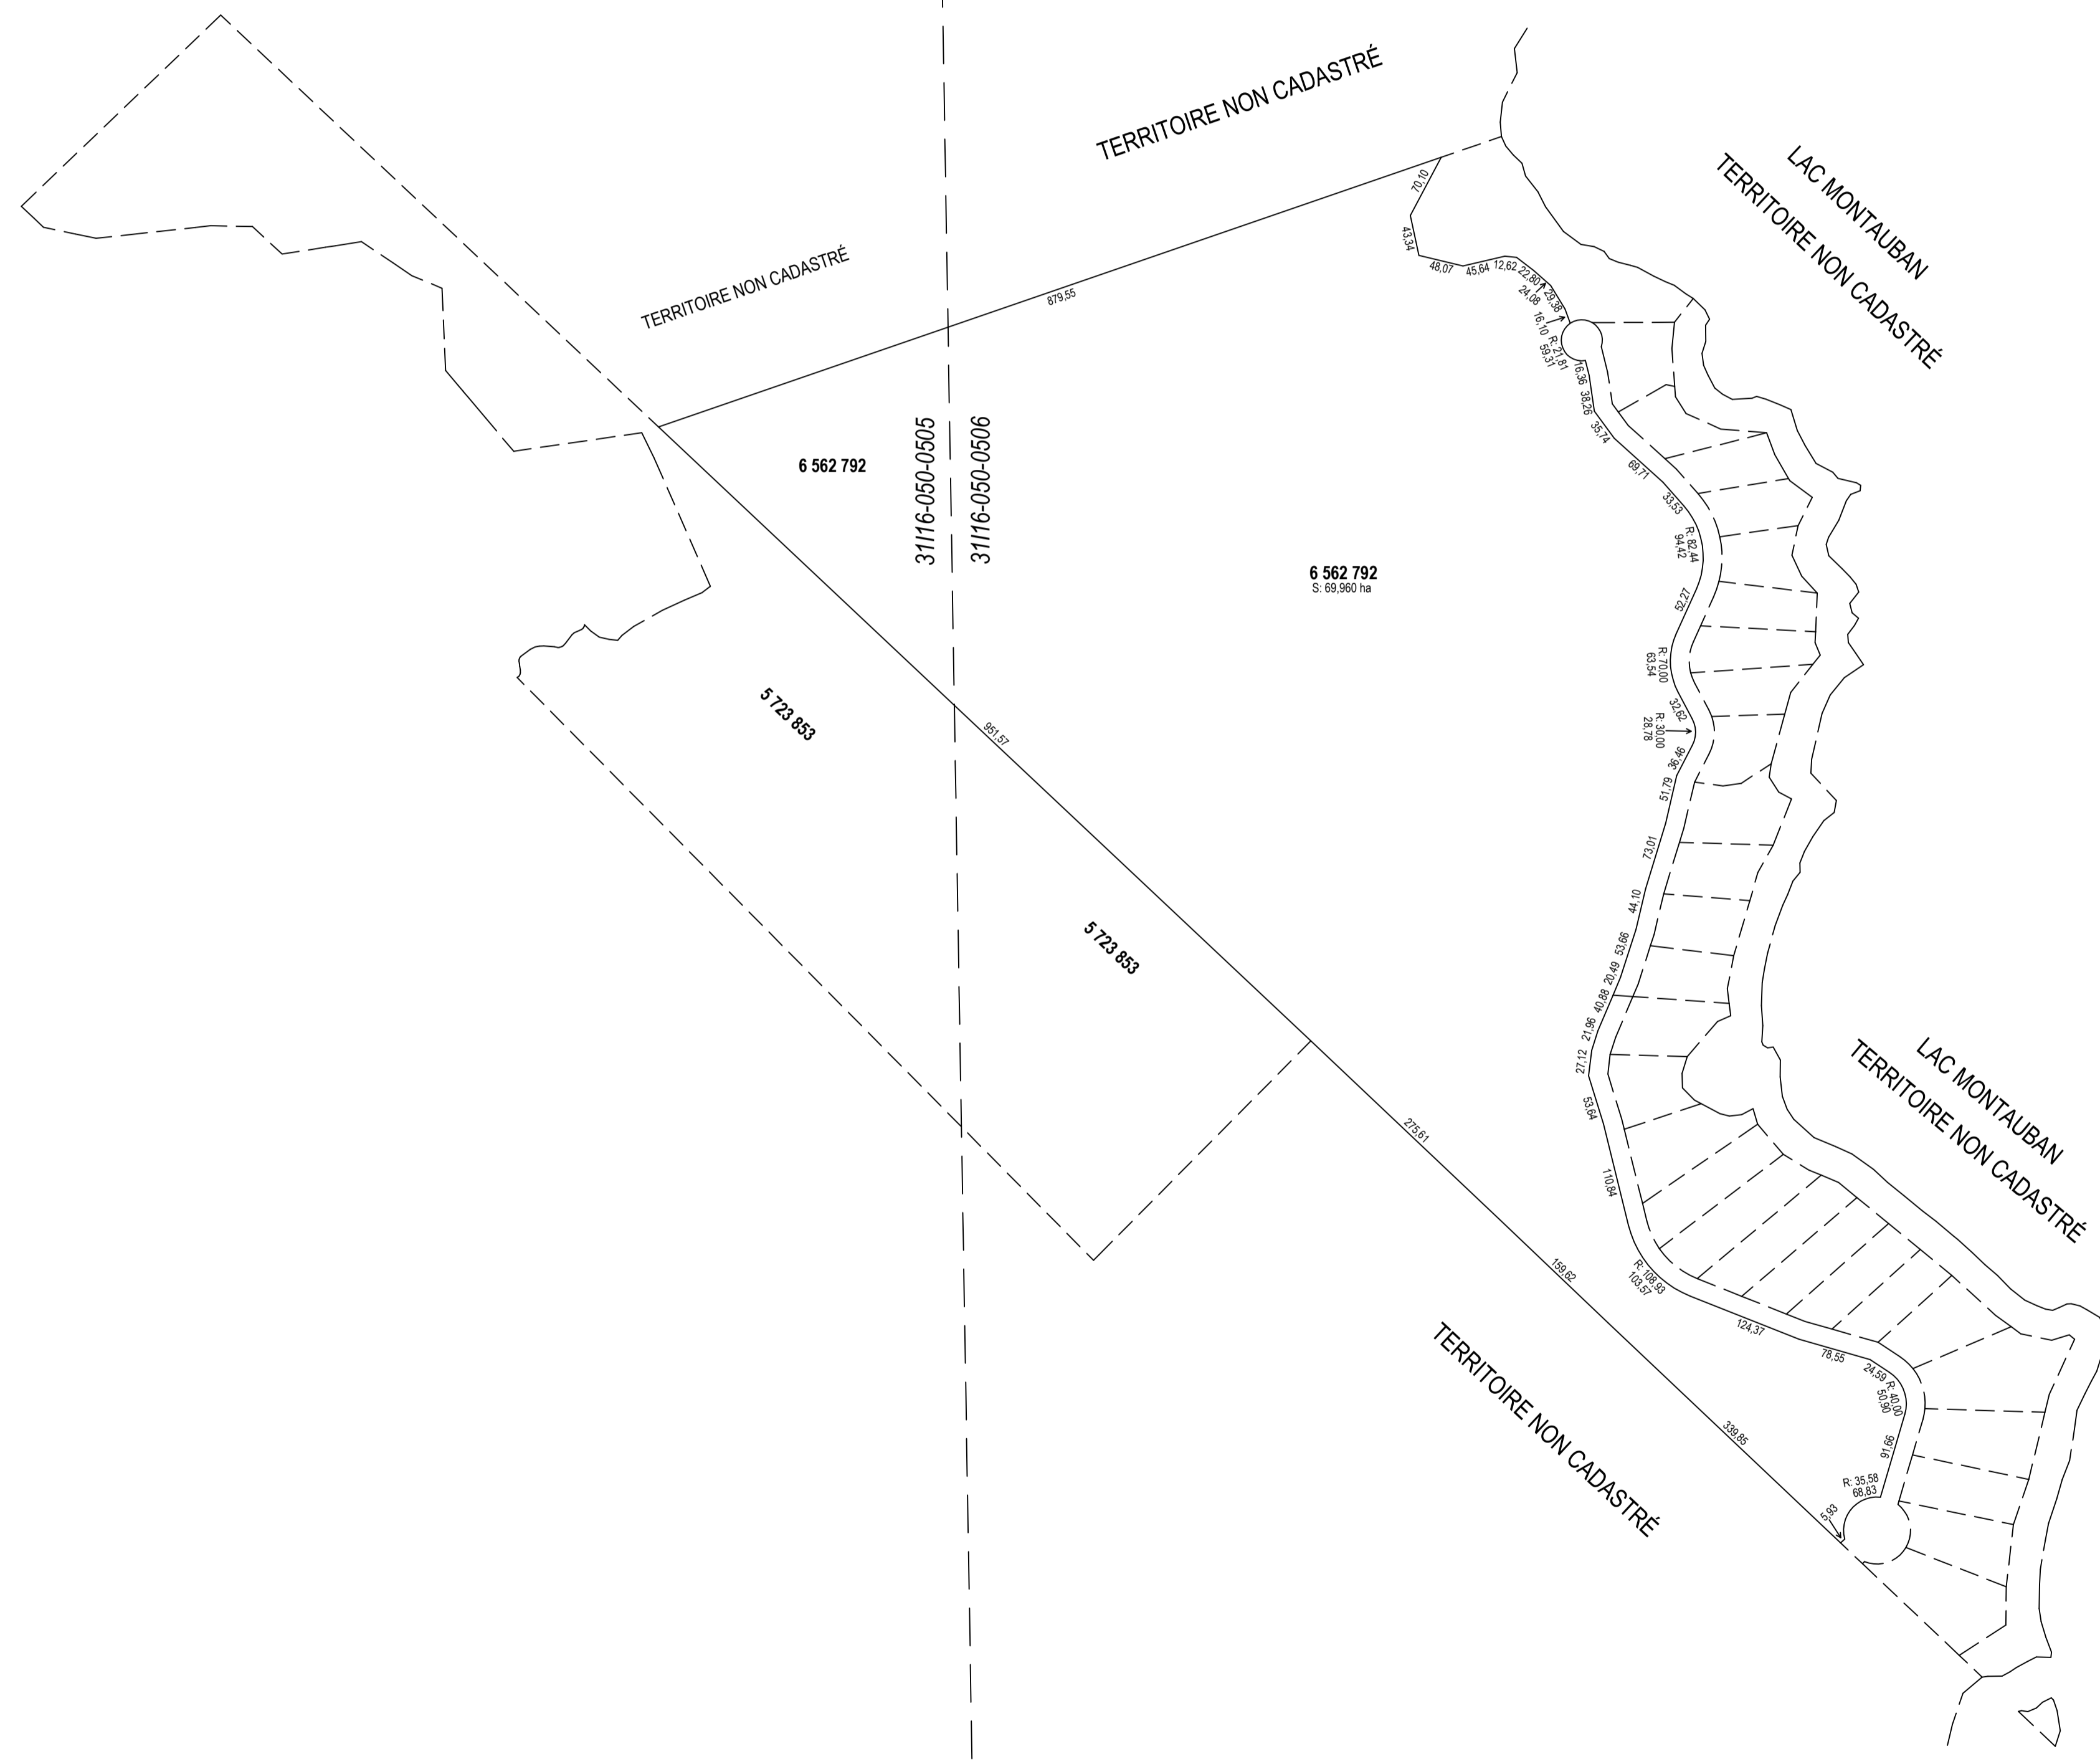 TERRITOIRE NON CADASTRÉ
LAC MONTAUBAN
TERRITOIRE NON CADASTRÉ
TERRITOIRE NON CADASTRÉ
879,55
70,10
43,34
48,07
45,64
12,62
22,80
24,08
29,38
16,10
R: 21,81
59,31
16,36
38,26
35,74
69,71
33,53
R: 82,44
94,42
52,27
R: 70,00
63,54
32,62
R: 30,00
28,78
36,46
51,79
73,01
44,10
53,66
20,49
40,88
21,96
27,12
53,64
110,84
R: 108,93
103,57
124,37
78,55
24,59
R: 40,00
50,90
91,66
R: 35,58
68,83
5,93
6 562 792
31I16-050-0505
31I16-050-0506
6 562 792
S: 69,960 ha
5 723 853
951,57
5 723 853
275,61
159,62
339,85
LAC MONTAUBAN
TERRITOIRE NON CADASTRÉ
TERRITOIRE NON CADASTRÉ